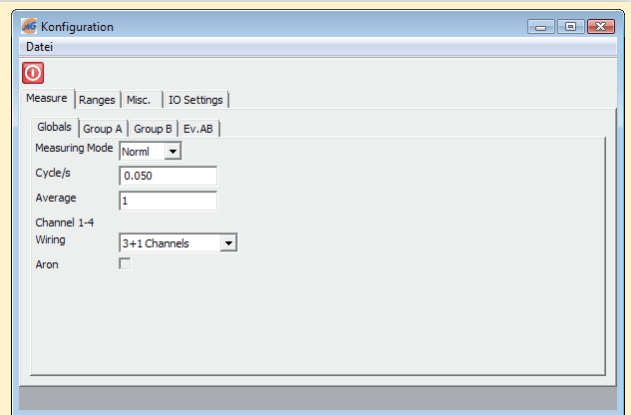 MG Konfiguration
Datei
Measure Ranges Misc. IO Settings
Globals Group A Group B Ev.AB
Measuring Mode Norml
Cycle/s 0.050
Average 1
Channel 1-4
Wiring 3+1 Channels
Aron